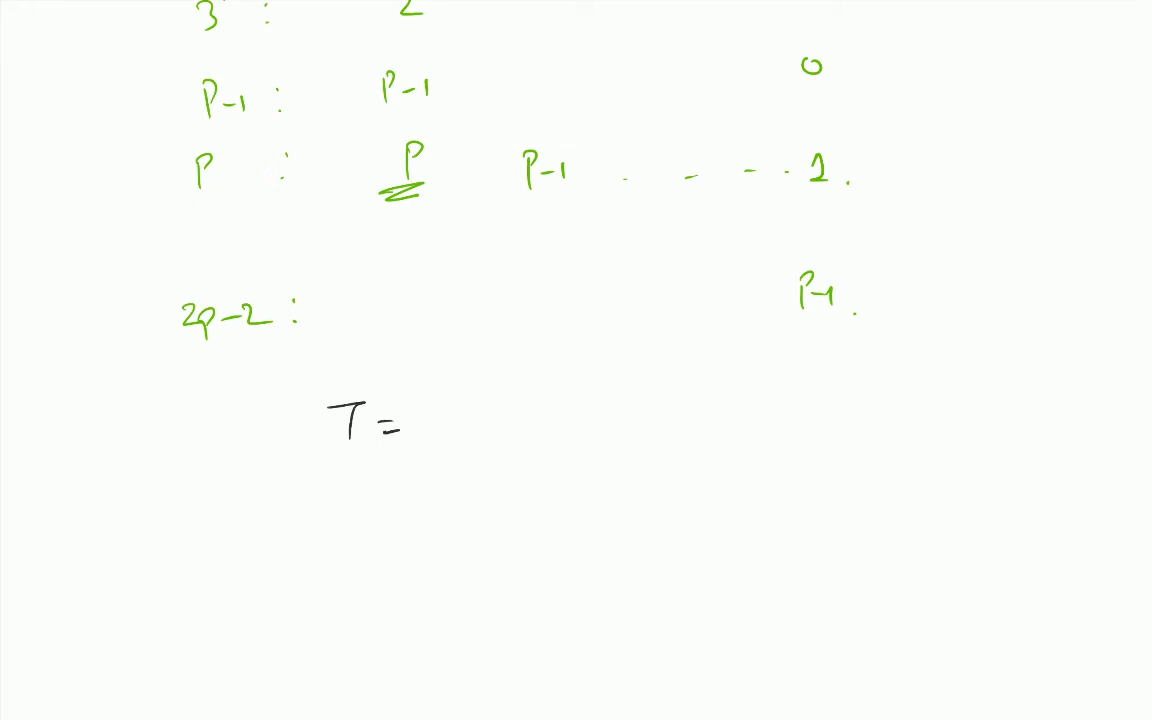 3 : 2
0
P-1 : P-1
P : P P-1 . - - . 1 .
2p-2 : P-1 .
T =